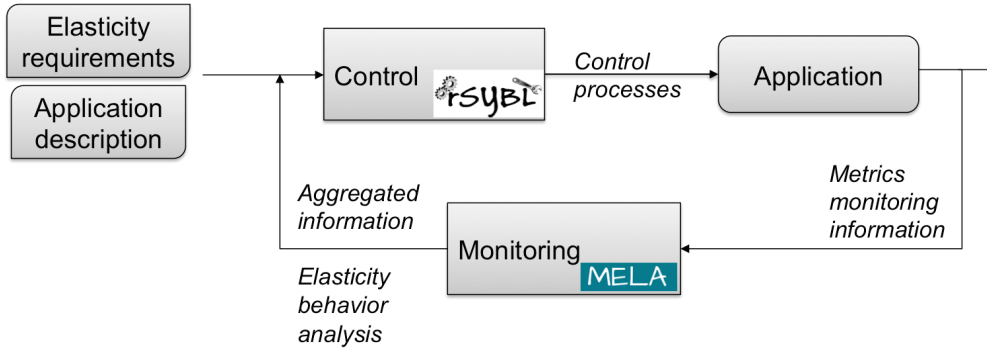 Elasticity
requirements
Application
description
Control
rSYBL
Control
processes
Application
Metrics
monitoring
information
Monitoring
MELA
Aggregated
information
Elasticity
behavior
analysis